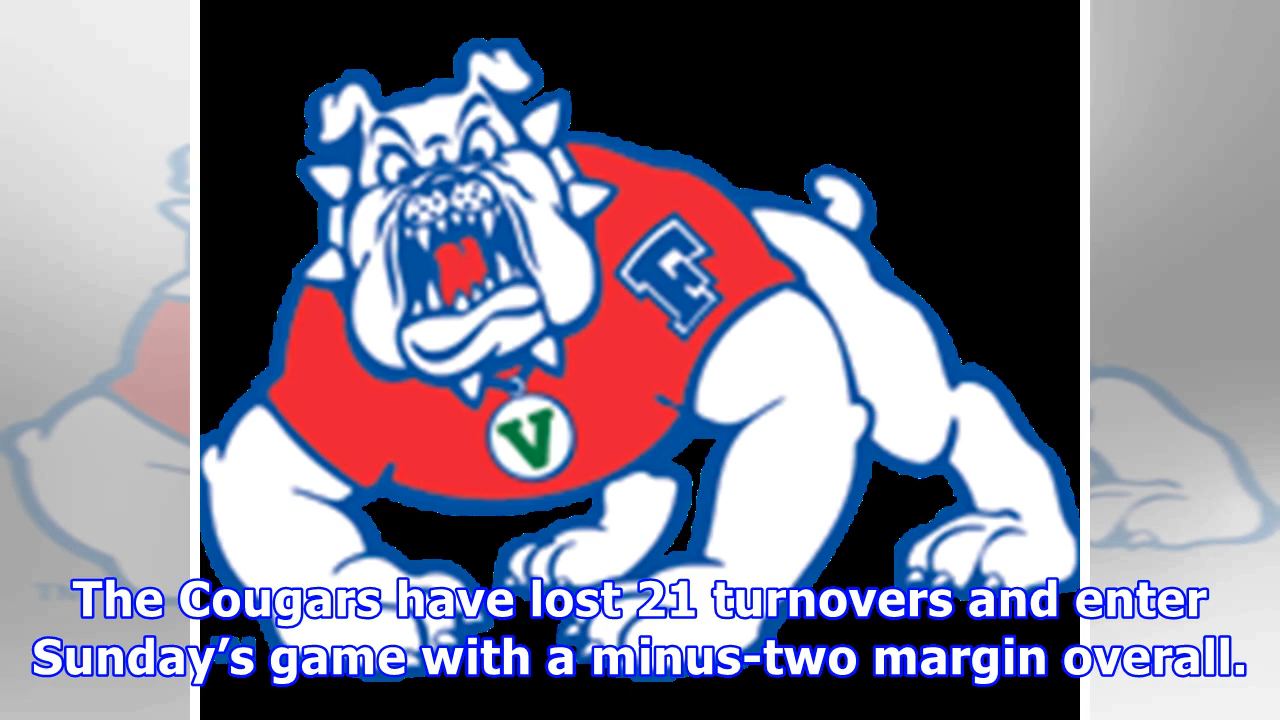 F
V
The Cougars have lost 21 turnovers and enter
Sunday’s game with a minus-two margin overall.